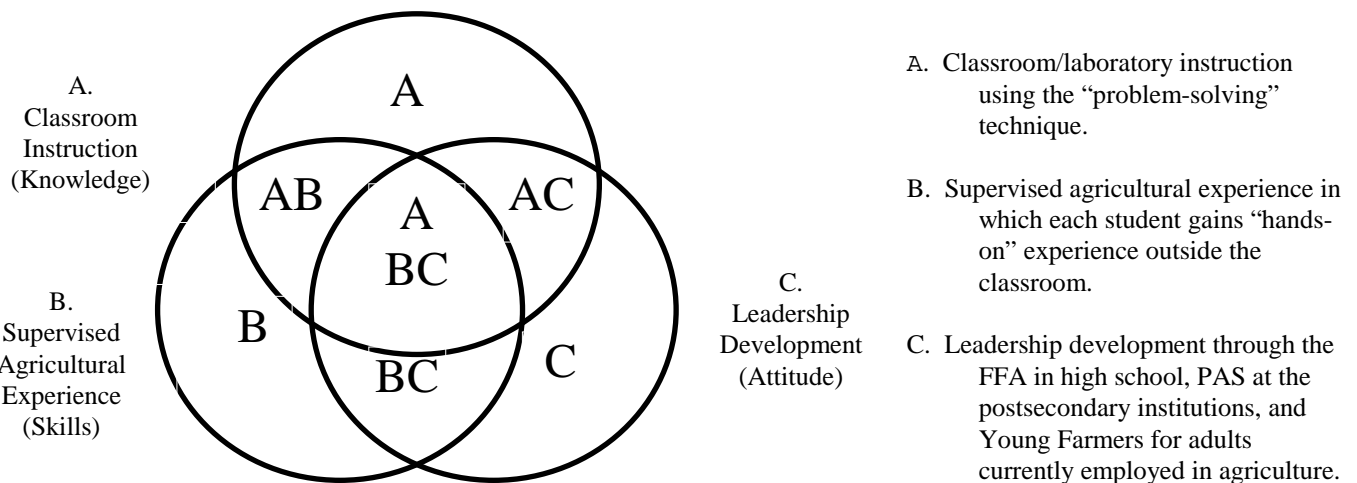 A.
Classroom
Instruction
(Knowledge)
B.
Supervised
Agricultural
Experience
(Skills)
A
AB
A
BC
AC
B
BC
C
C.
Leadership
Development
(Attitude)
A. Classroom/laboratory instruction
using the “problem-solving”
technique.
B. Supervised agricultural experience in
which each student gains “hands-
on” experience outside the
classroom.
C. Leadership development through the
FFA in high school, PAS at the
postsecondary institutions, and
Young Farmers for adults
currently employed in agriculture.